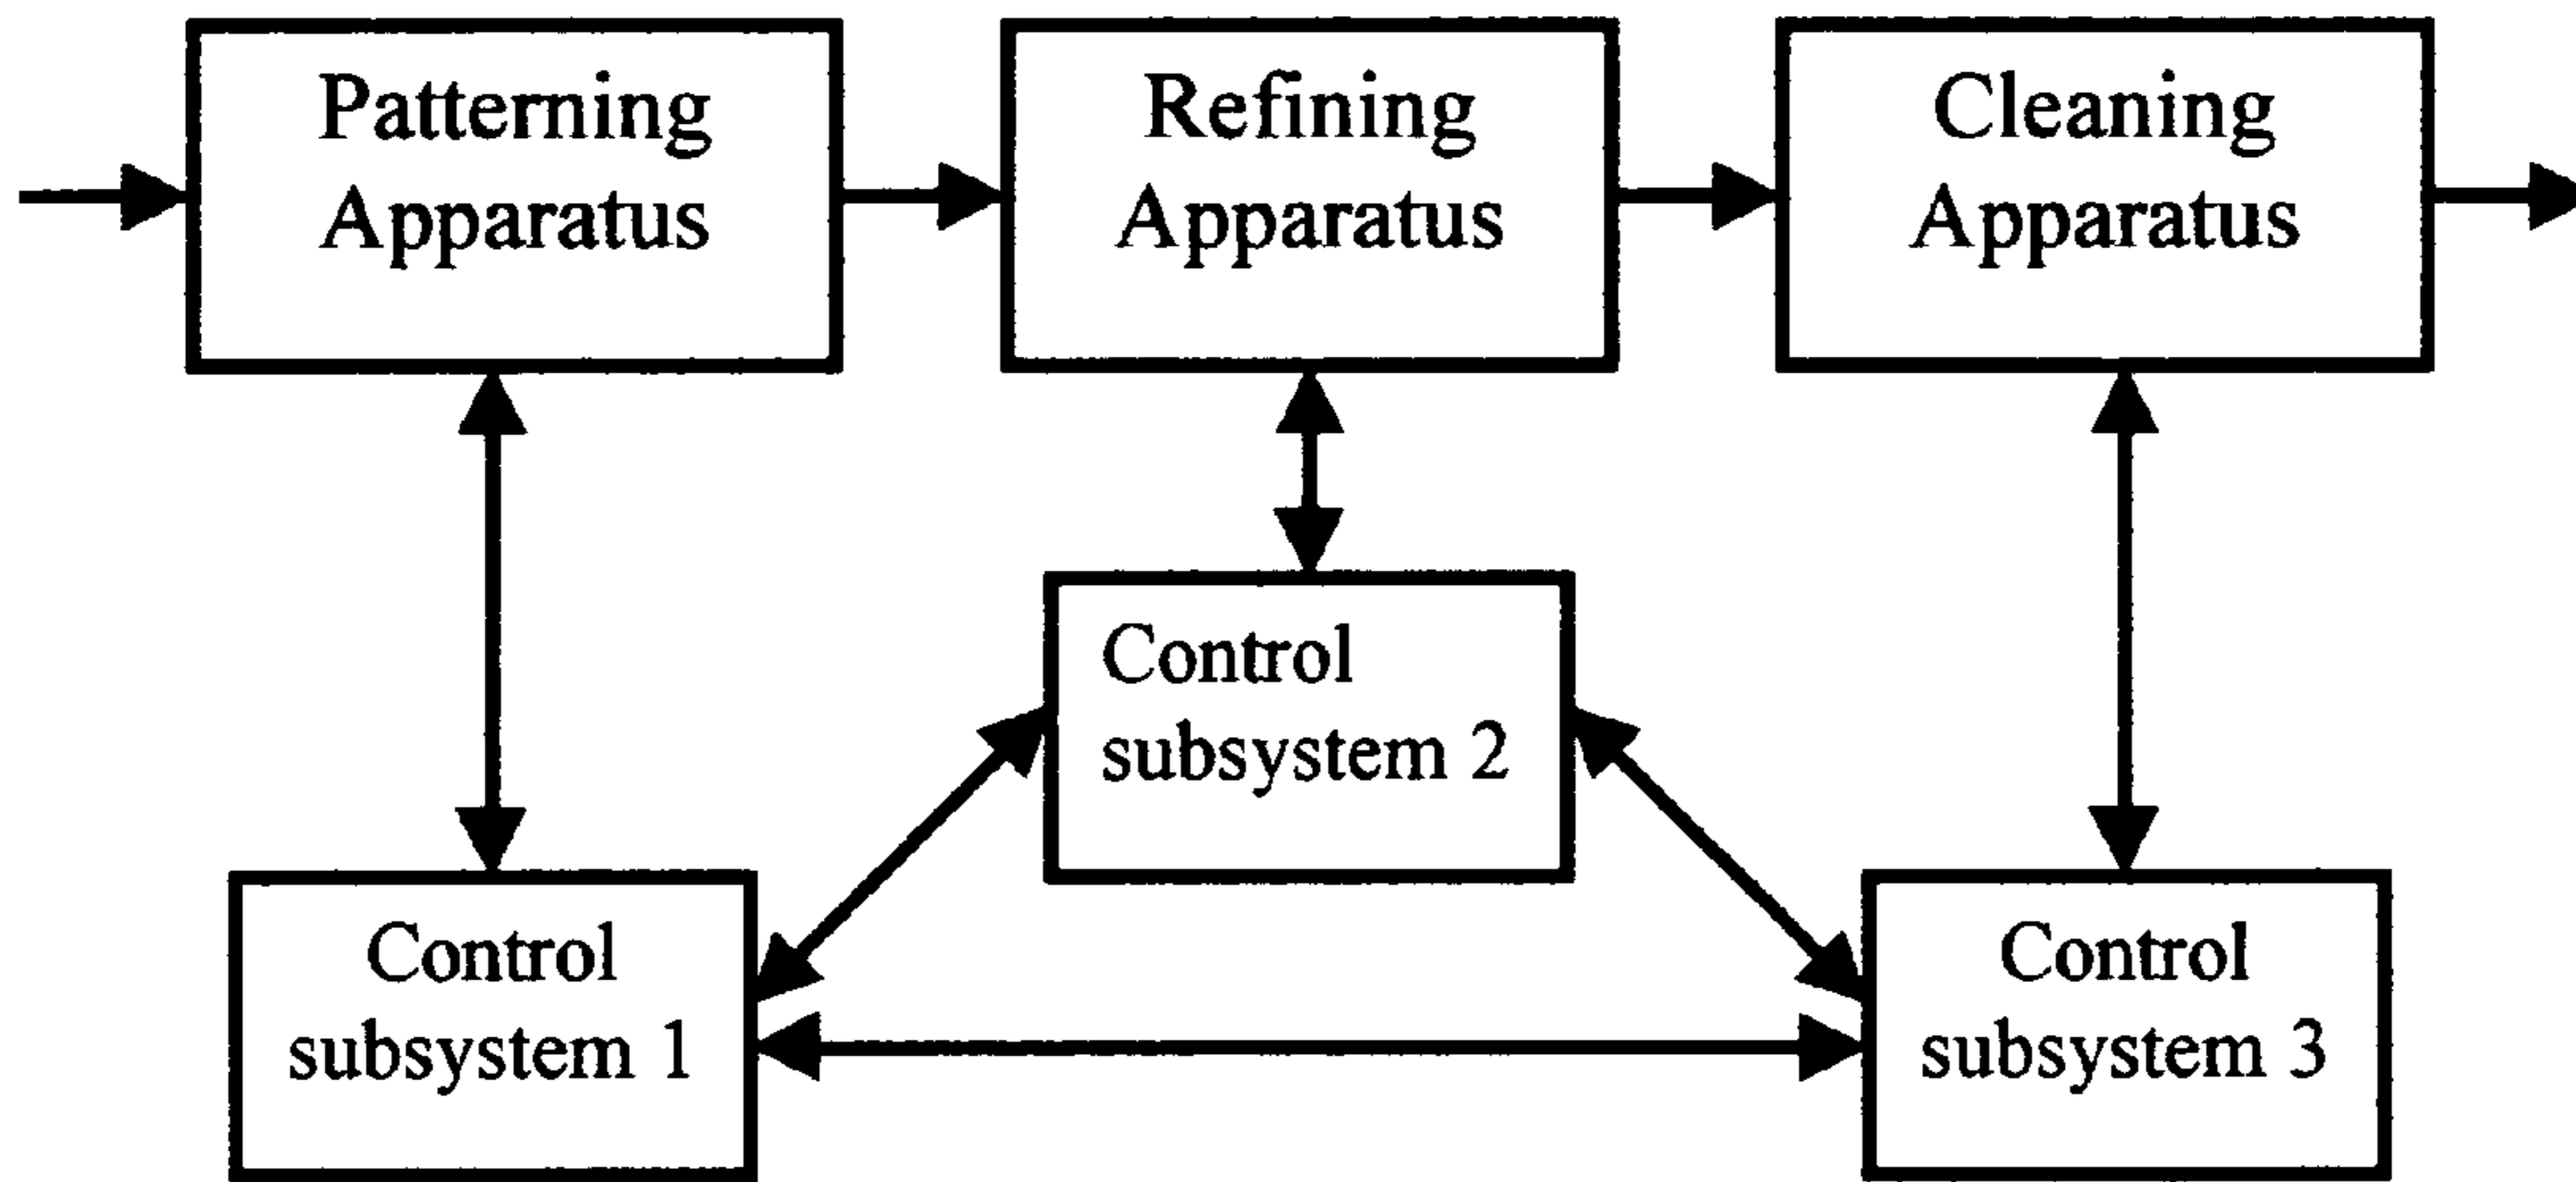 Patterning
Apparatus
Refining
Apparatus
Cleaning
Apparatus
Control
subsystem 2
Control
subsystem 1
Control
subsystem 3